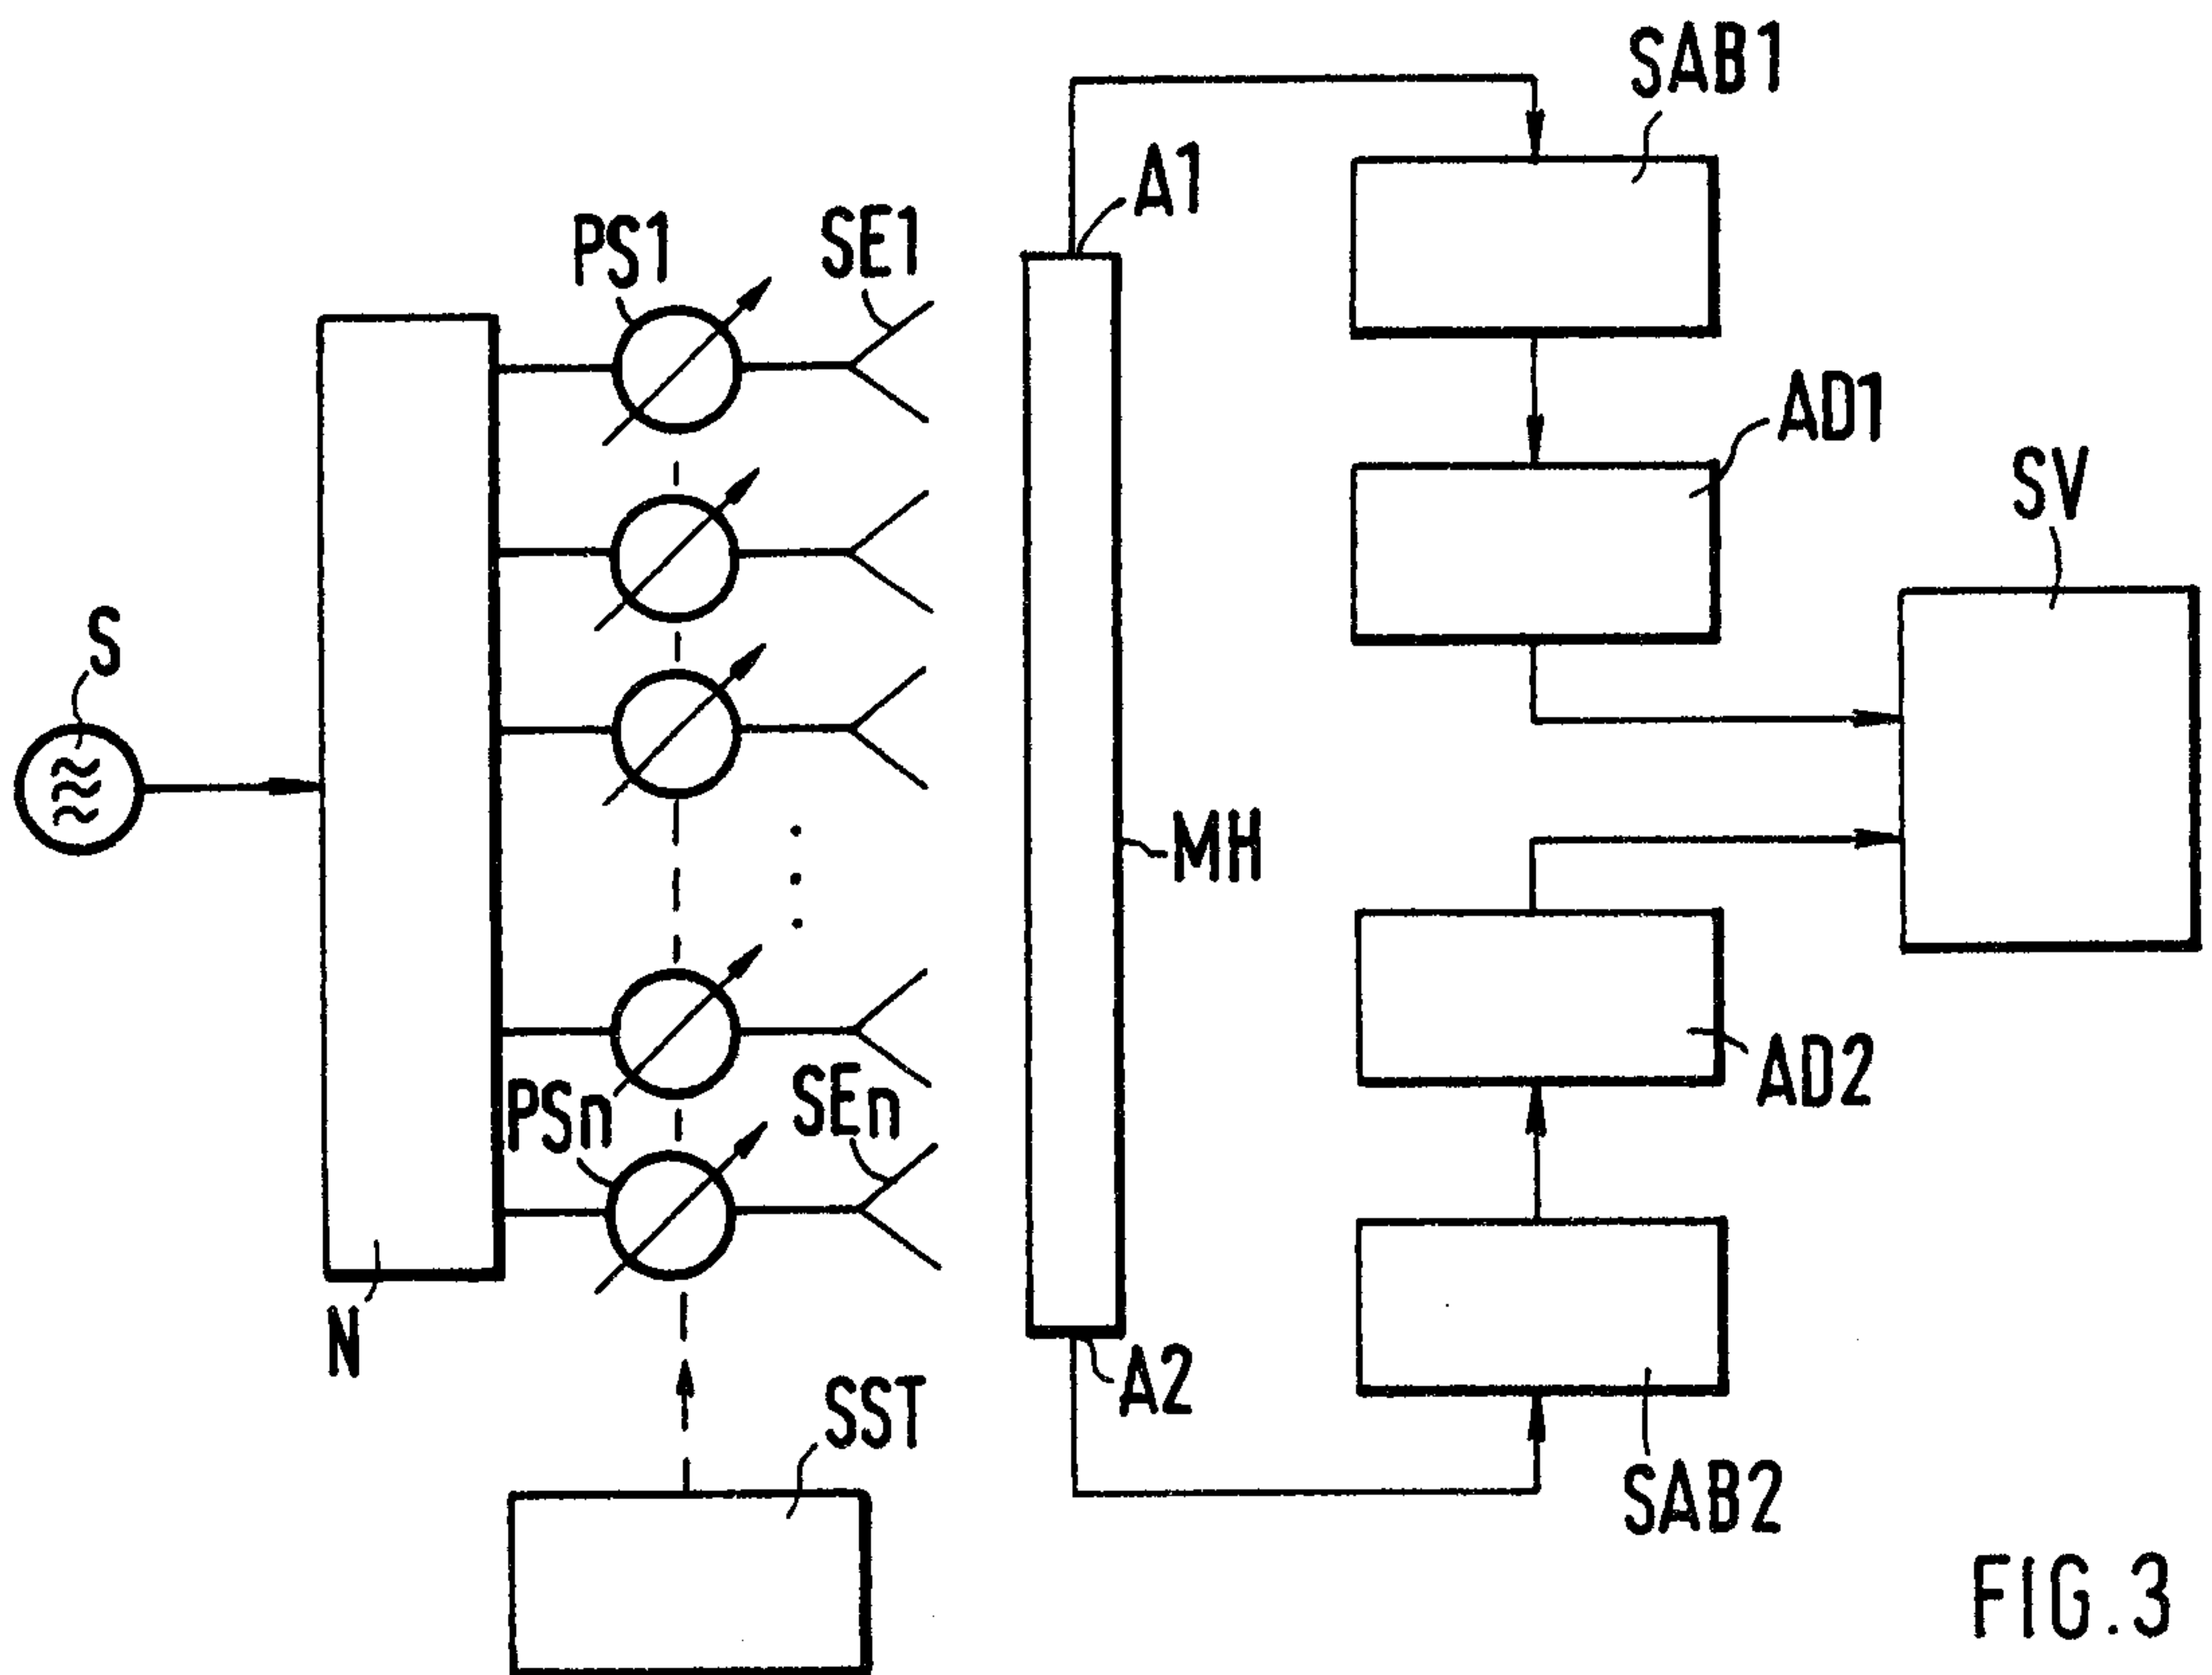 SAB1
A1
PS1
SE1
AD1
SV
S
MH
AD2
PSn
SEn
N
A2
SST
SAB2
FIG.3